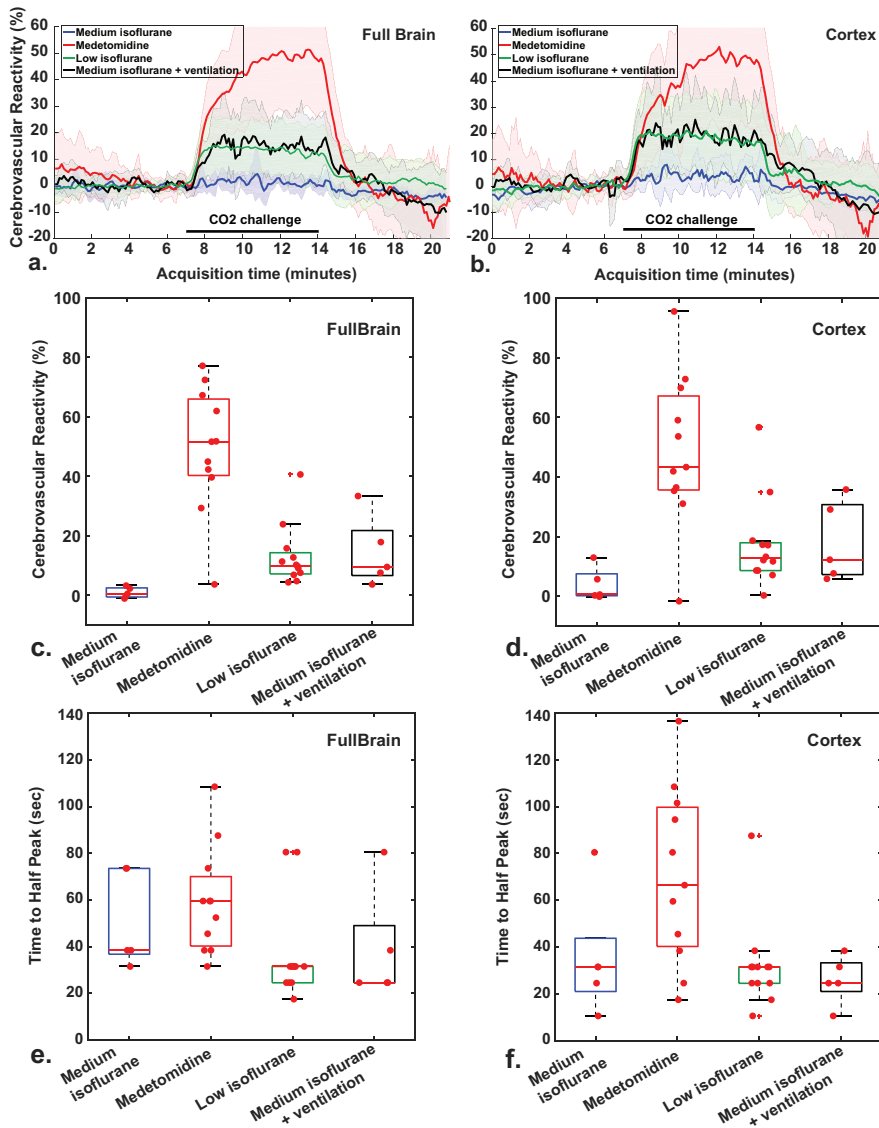 Full Brain
Medium isoflurane
Medetomidine
Low isoflurane
Medium isoflurane + ventilation
Cerebrovascular Reactivity (%)
60
50
40
30
20
10
0
-10
-20
CO2 challenge
0 2 4 6 8 10 12 14 16 18 20
a.
Acquisition time (minutes)
Cortex
Medium isoflurane
Medetomidine
Low isoflurane
Medium isoflurane + ventilation
60
50
40
30
20
10
0
-10
-20
CO2 challenge
0 2 4 6 8 10 12 14 16 18 20
b.
Acquisition time (minutes)
FullBrain
Cerebrovascular Reactivity (%)
100
80
60
40
20
0
c.
Medium
isoflurane
Medetomidine
Low isoflurane
Medium isoflurane
+ ventilation
Cortex
Cerebrovascular Reactivity (%)
100
80
60
40
20
0
d.
Medium
isoflurane
Medetomidine
Low isoflurane
Medium isoflurane
+ ventilation
FullBrain
Time to Half Peak (sec)
140
120
100
80
60
40
20
0
e.
Medium
isoflurane
Medetomidine
Low isoflurane
Medium isoflurane
+ ventilation
Cortex
Time to Half Peak (sec)
140
120
100
80
60
40
20
0
f.
Medium
isoflurane
Medetomidine
Low isoflurane
Medium isoflurane
+ ventilation